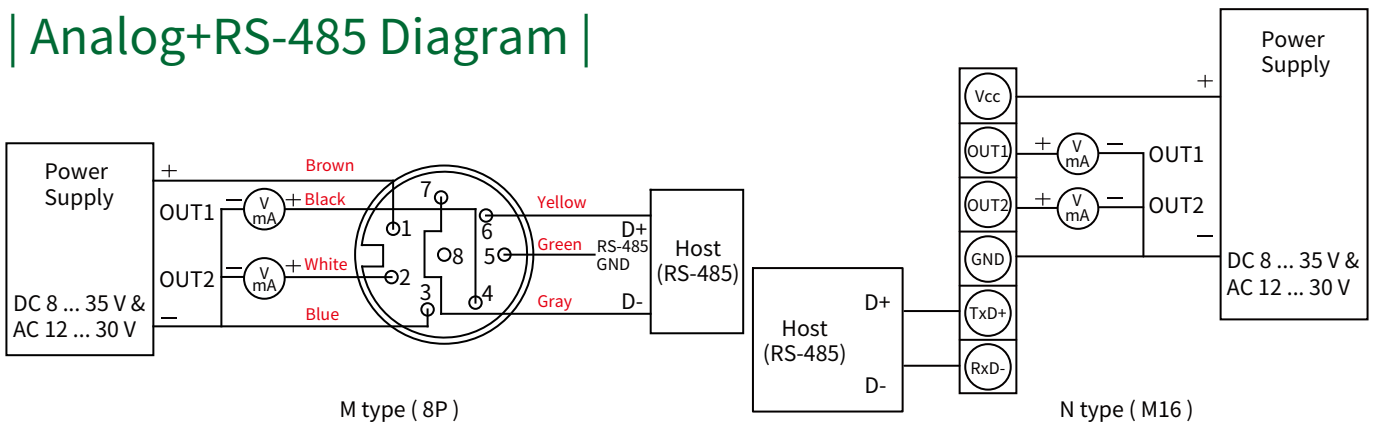 | Analog+RS-485 Diagram |
Power
Supply
+
−
DC 8 ... 35 V &
AC 12 ... 30 V
OUT1
OUT2
−
V
mA
+
−
V
mA
+
Brown
Black
White
Blue
1
2
3
4
5
6
7
8
Yellow
Green
Gray
D+
RS-485
GND
D-
Host
(RS-485)
M type ( 8P )
Host
(RS-485)
D+
D-
Vcc
OUT1
OUT2
GND
TxD+
RxD-
+
V
mA
−
OUT1
+
V
mA
−
OUT2
+
−
Power
Supply
DC 8 ... 35 V &
AC 12 ... 30 V
N type ( M16 )